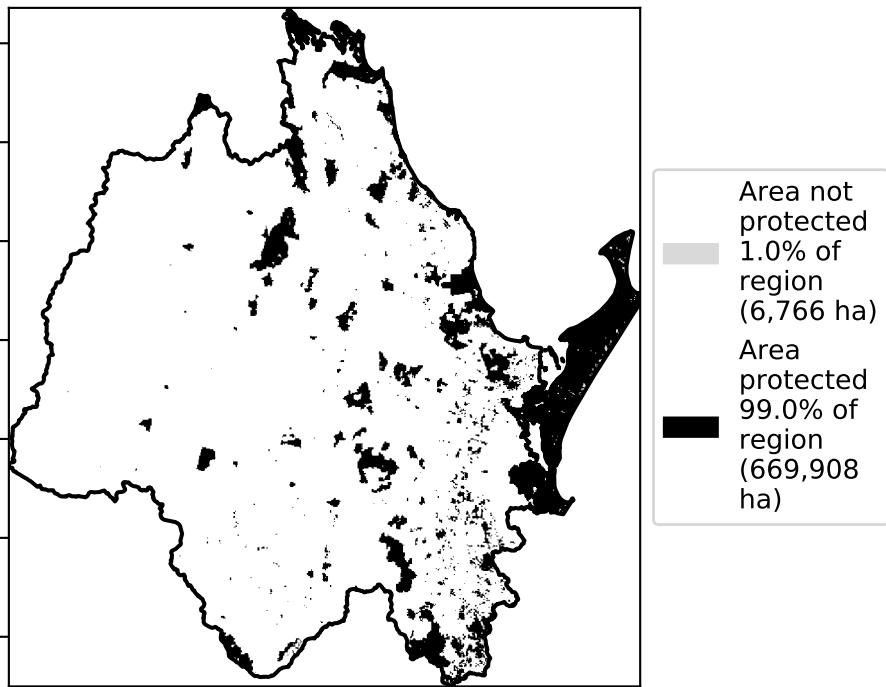 Area not
protected
1.0% of
region
(6,766 ha)
Area
protected
99.0% of
region
(669,908
ha)